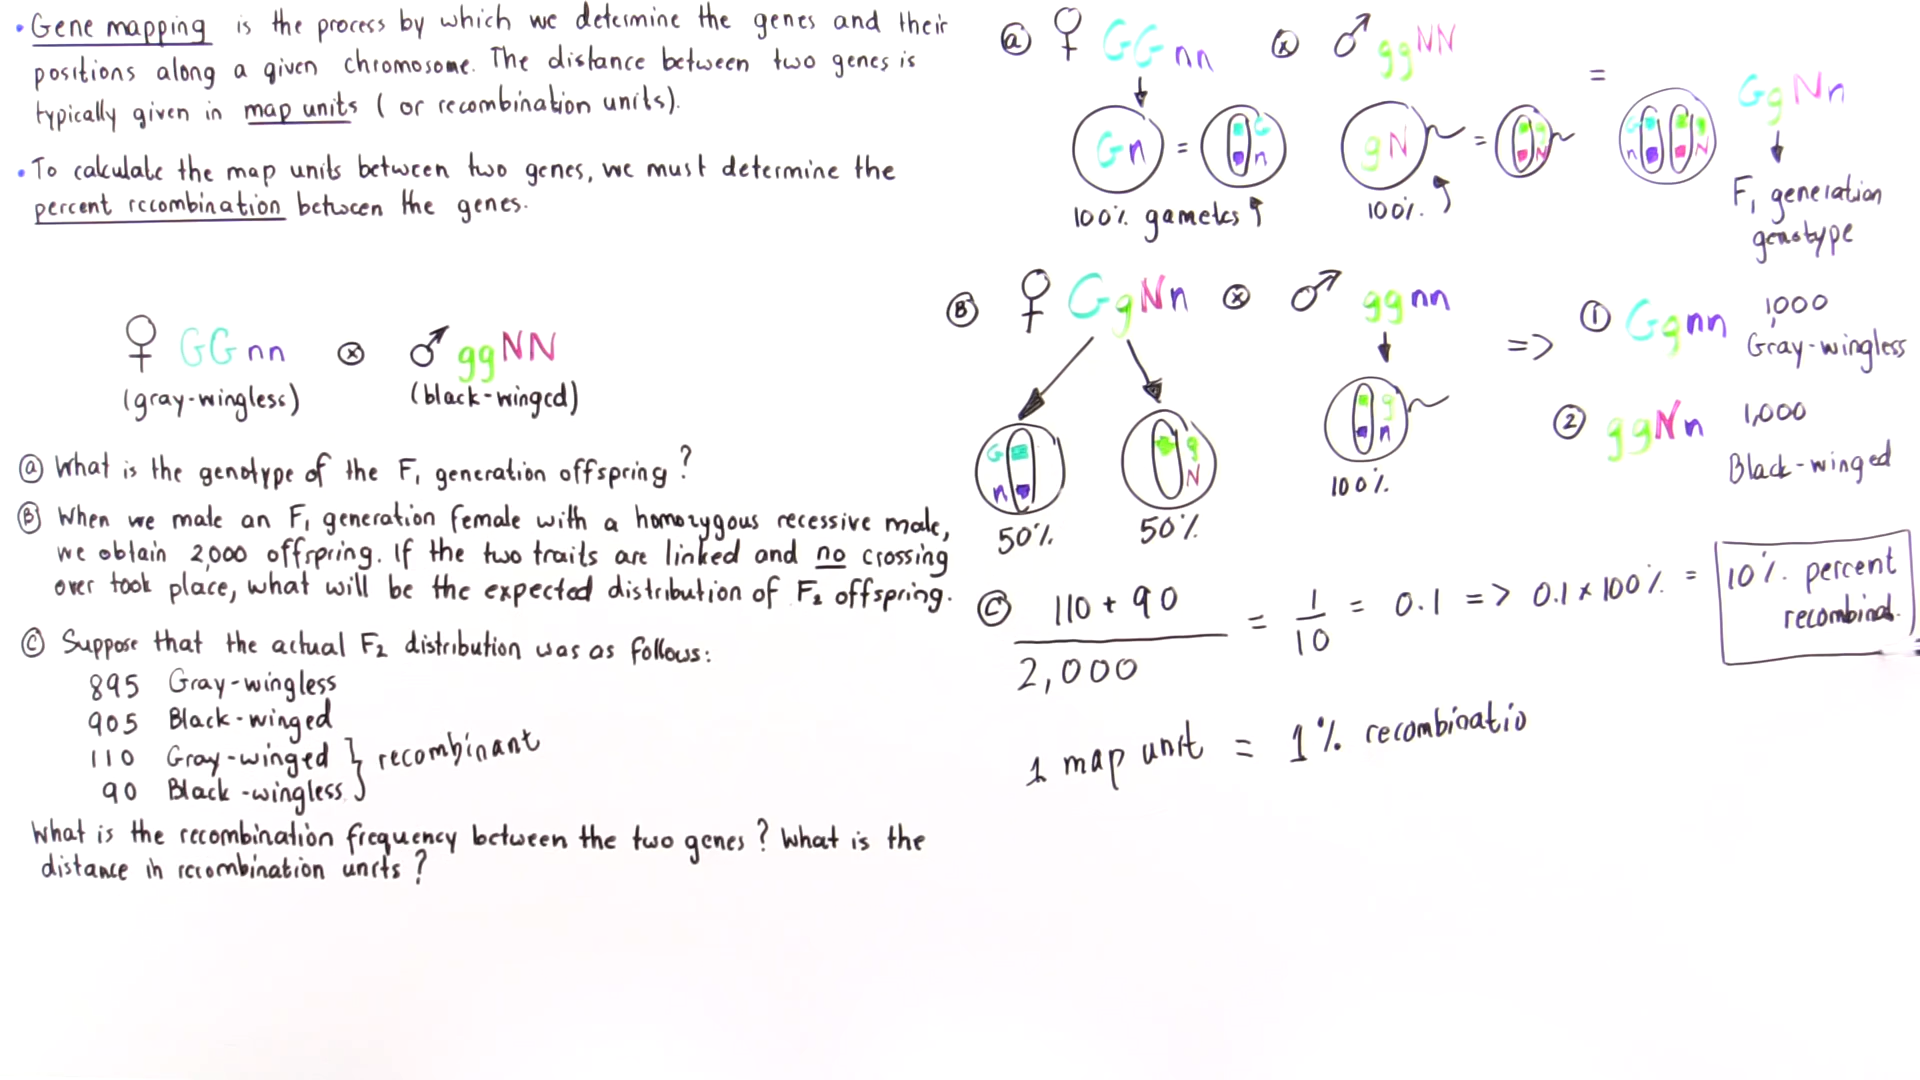 • Gene mapping is the process by which we determine the genes and their
positions along a given chromosome. The distance between two genes is
typically given in map units ( or recombination units).
• To calculate the map units between two genes, we must determine the
percent recombination between the genes.
♀ GGnn ⓧ ♂ ggNN
(gray-wingless) (black-winged)
ⓐ What is the genotype of the F₁ generation offspring?
Ⓑ When we mate an F₁ generation female with a homozygous recessive male,
we obtain 2,000 offspring. If the two traits are linked and no crossing
over took place, what will be the expected distribution of F₂ offspring.
Ⓒ Suppose that the actual F₂ distribution was as follows:
895 Gray-wingless
905 Black-winged
110 Gray-winged } recombinant
90 Black-wingless
What is the recombination frequency between the two genes? What is the
distance in recombination units?
ⓐ ♀ GGnn ⓧ ♂ ggNN = GgNn
Gn = G n gN = g N G n g N
100% gametes 100%.
F₁ generation
genotype
Ⓑ ♀ GgNn ⓧ ♂ ggnn => ① Ggnn 1,000
Gray-wingless
G n g N g n
50% 50% 100%
② ggNn 1,000
Black-winged
Ⓒ 110 + 90 / 2,000 = 1/10 = 0.1 => 0.1 × 100% = 10% percent
recombinat.
1 map unit = 1% recombinatio